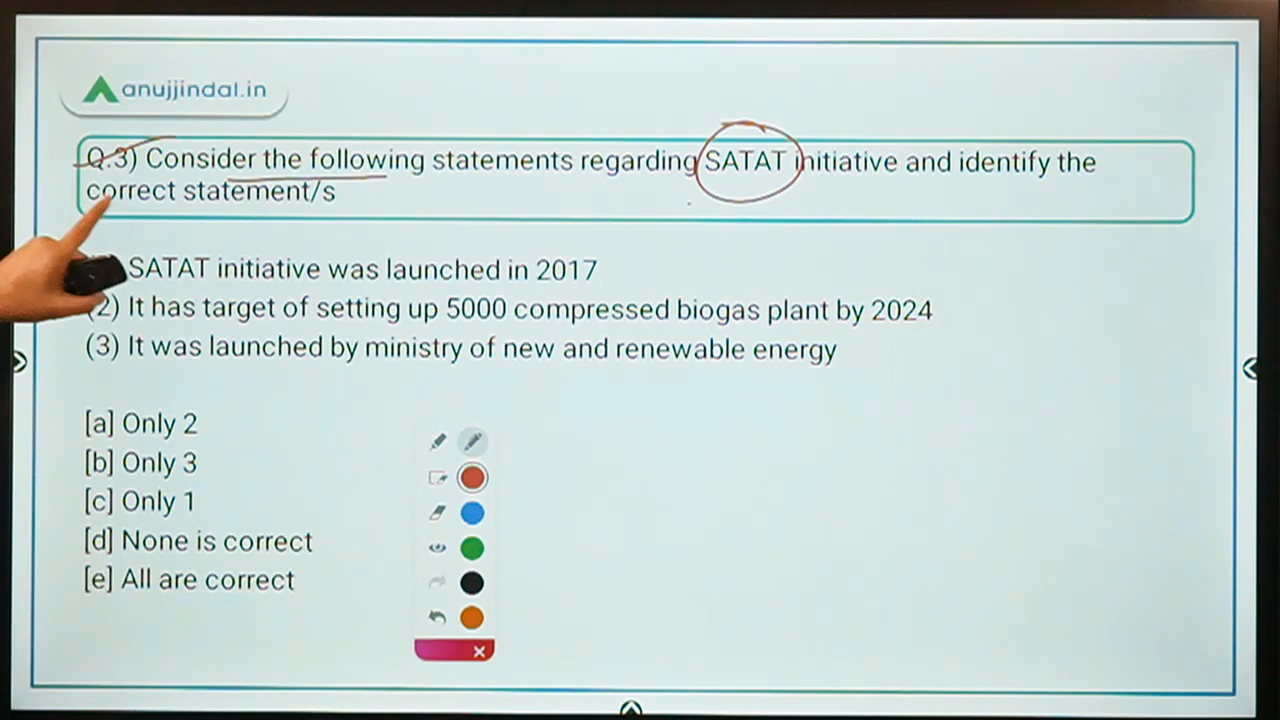 anujjindal.in
Q.3) Consider the following statements regarding SATAT initiative and identify the
correct statement/s
SATAT initiative was launched in 2017
(2) It has target of setting up 5000 compressed biogas plant by 2024
(3) It was launched by ministry of new and renewable energy
[a] Only 2
[b] Only 3
[c] Only 1
[d] None is correct
[e] All are correct